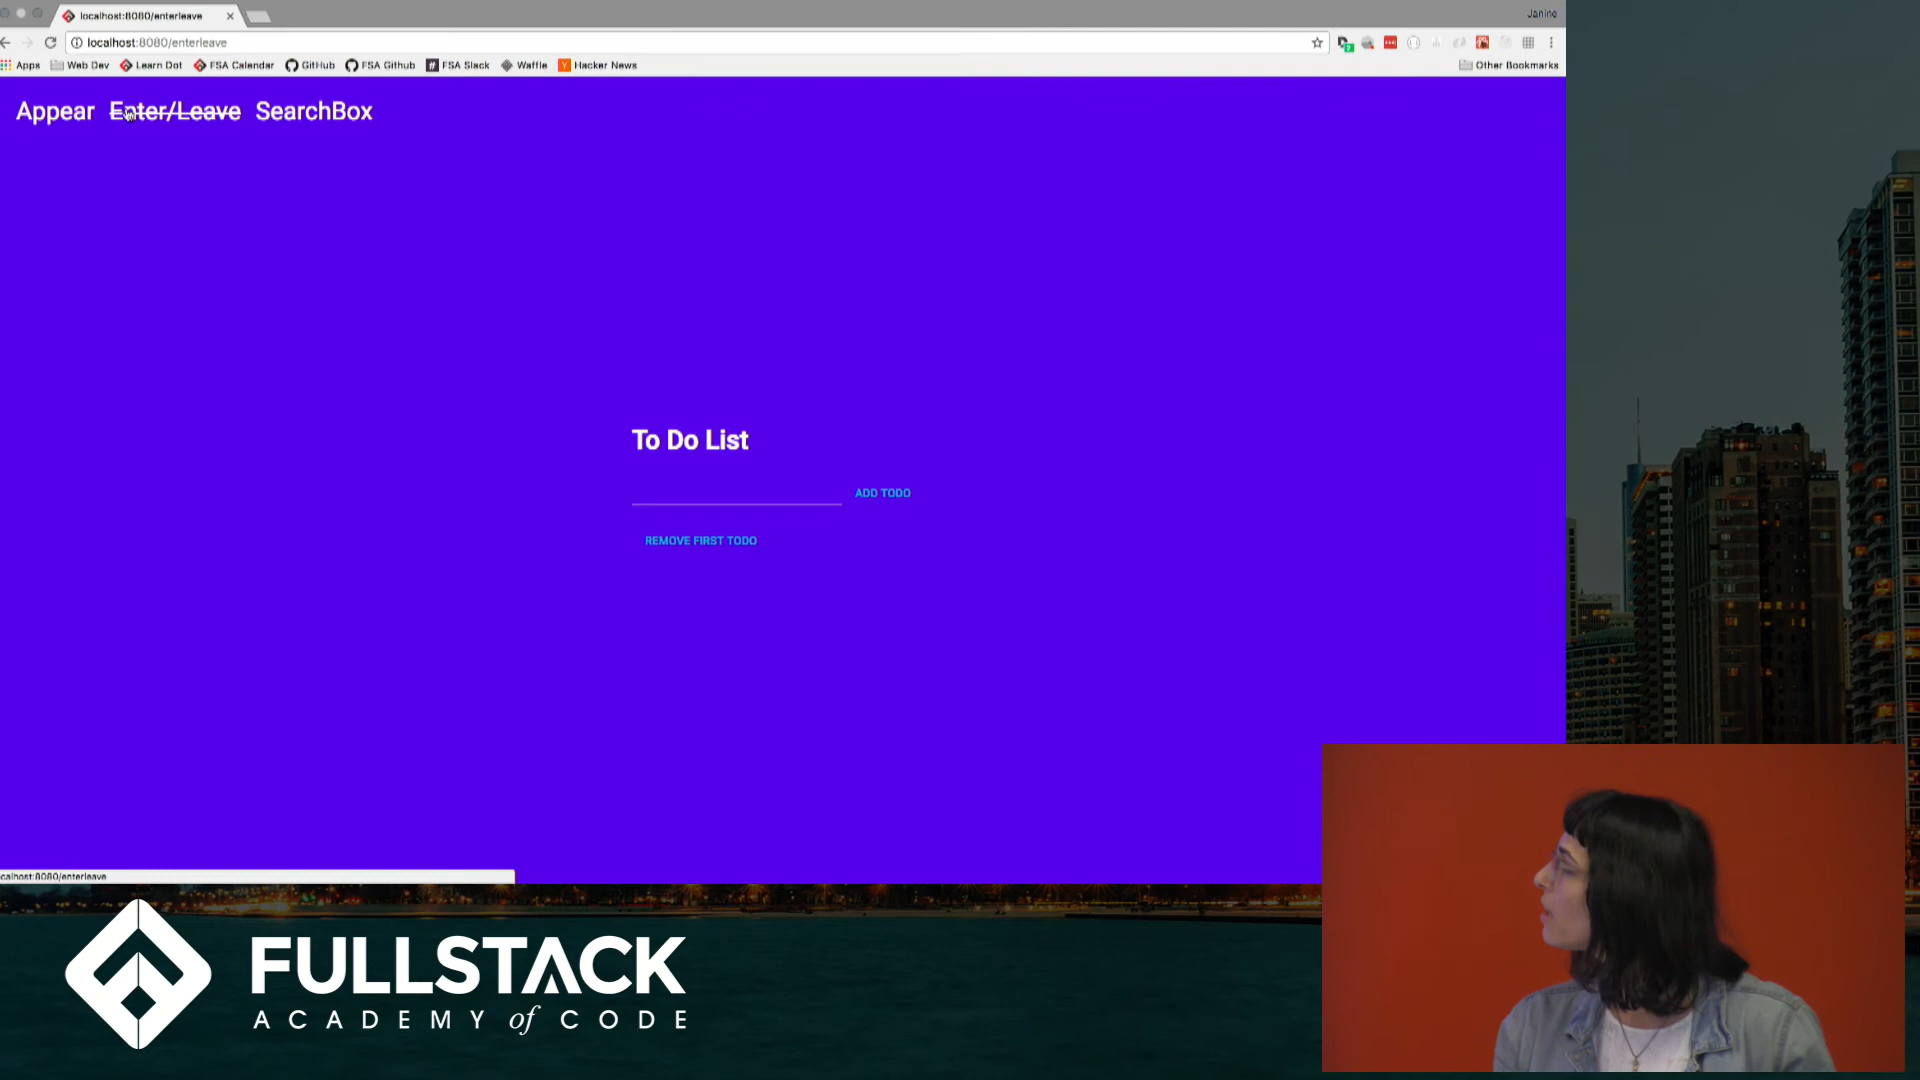 localhost:8080/enterleave
Janine
localhost:8080/enterleave
Apps Web Dev Learn Dot FSA Calendar GitHub FSA Github FSA Slack Waffle Hacker News Other Bookmarks
Appear Enter/Leave SearchBox
To Do List
ADD TODO
REMOVE FIRST TODO
ocalhost:8080/enterleave
FULLSTACK
ACADEMY of CODE